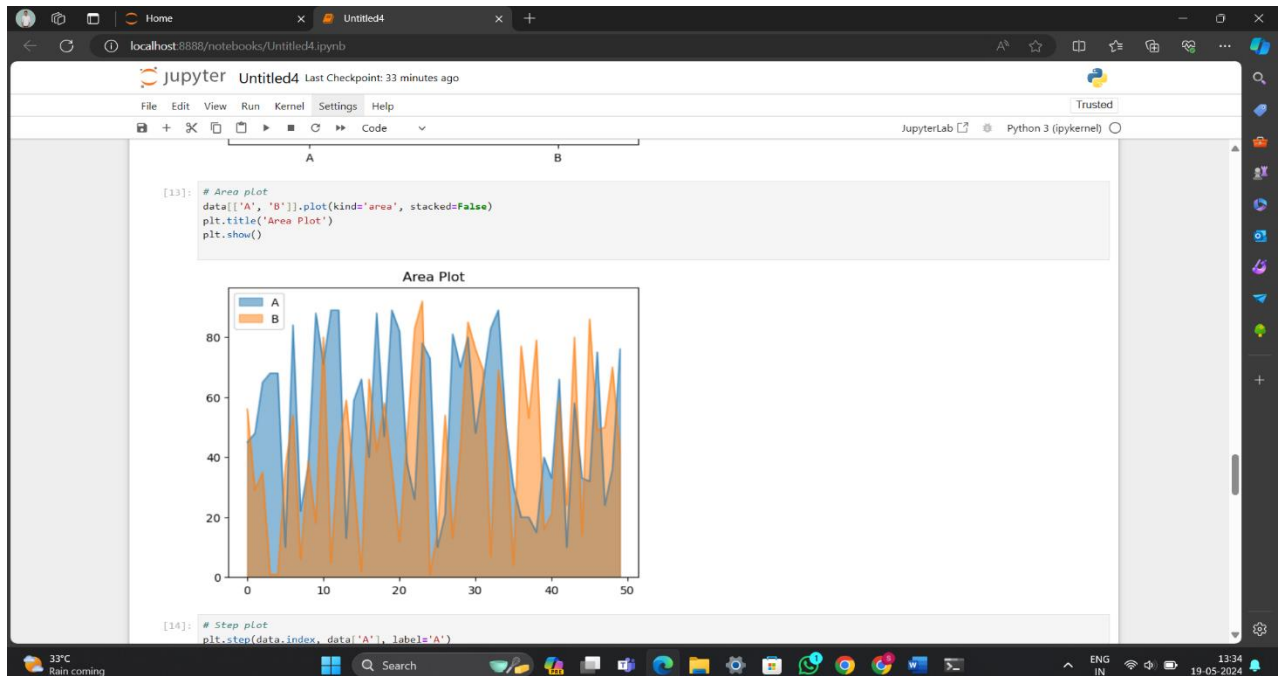 Home
Untitled4
localhost:8888/notebooks/Untitled4.ipynb
jupyter Untitled4 Last Checkpoint: 33 minutes ago
File Edit View Run Kernel Settings Help
Trusted
Code
JupyterLab
Python 3 (ipykernel)
A B
[13]: # Area plot
data[['A', 'B']].plot(kind='area', stacked=False)
plt.title('Area Plot')
plt.show()
Area Plot
A
B
80
60
40
20
0
0 10 20 30 40 50
[14]: # Step plot
plt.step(data.index, data['A'], label='A')
33°C
Rain coming
Search
PRE
1
ENG
IN
13:34
19-05-2024